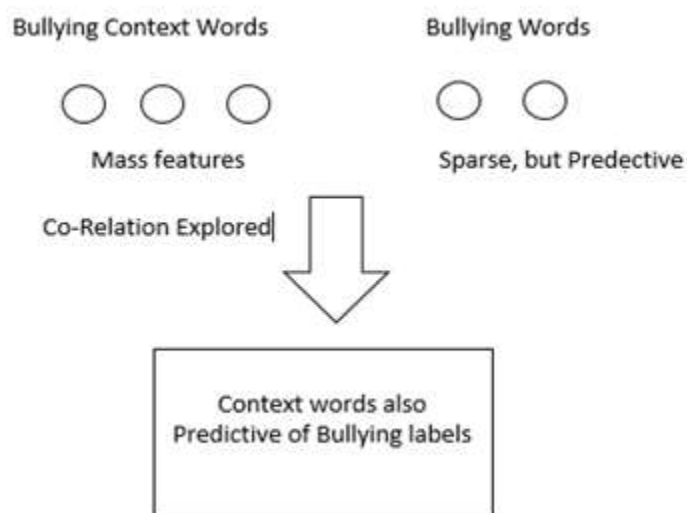 Bullying Context Words
Bullying Words
Mass features
Sparse, but Predective
Co-Relation Explored
Context words also
Predictive of Bullying labels